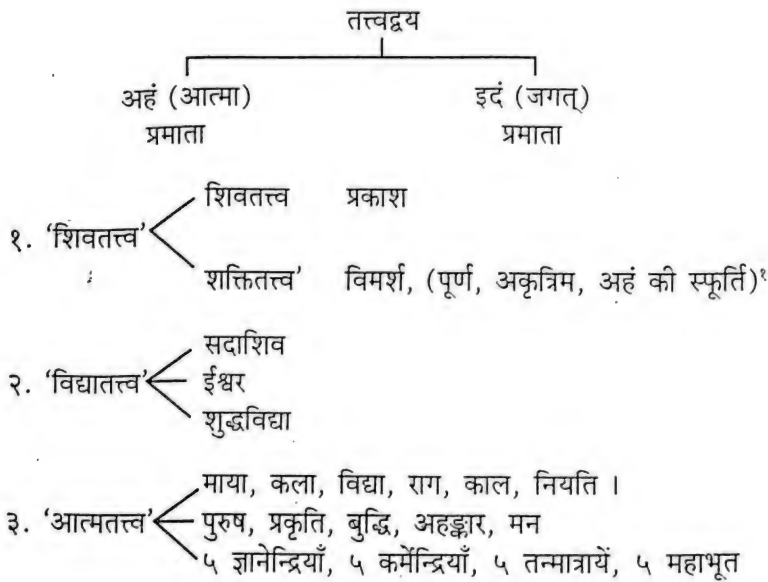 तत्त्वद्वय
अहं (आत्मा) इदं (जगत्)
प्रमाता प्रमाता
शिवतत्त्व प्रकाश
१. ‘शिवतत्त्व’
शक्तितत्त्व’ विमर्श, (पूर्ण, अकृत्रिम, अहं की स्फूर्ति)१
सदाशिव
२. ‘विद्यातत्त्व’ ईश्वर
शुद्धविद्या
माया, कला, विद्या, राग, काल, नियति ।
३. ‘आत्मतत्त्व’ पुरुष, प्रकृति, बुद्धि, अहङ्कार, मन
५ ज्ञानेन्द्रियाँ, ५ कर्मेन्द्रियाँ, ५ तन्मात्रायें, ५ महाभूत